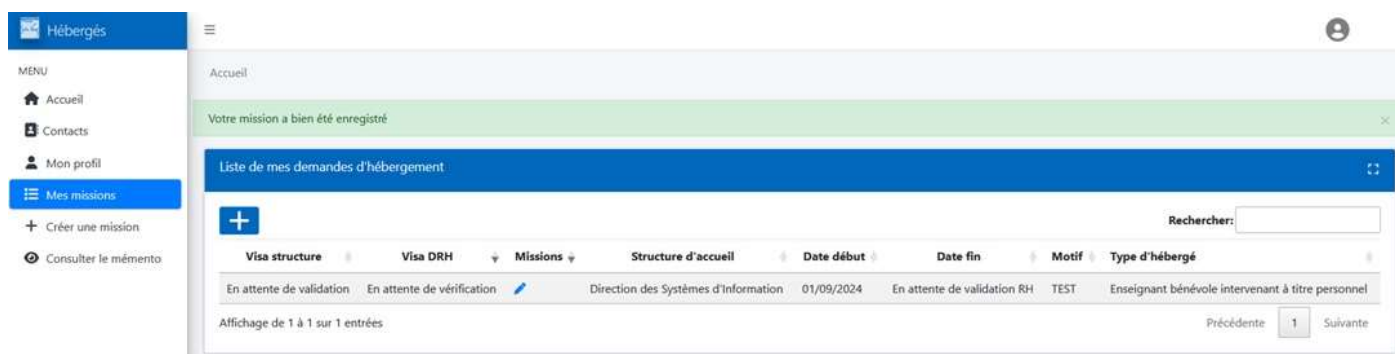 Hébergés
MENU
Accueil
Contacts
Mon profil
Mes missions
Créer une mission
Consulter le mémento
Accueil
Votre mission a bien été enregistré
×
Liste de mes demandes d'hébergement
Rechercher:
Visa structure Visa DRH Missions Structure d'accueil Date début Date fin Motif Type d'hébergé
En attente de validation En attente de vérification Direction des Systèmes d'Information 01/09/2024 En attente de validation RH TEST Enseignant bénévole intervenant à titre personnel
Affichage de 1 à 1 sur 1 entrées
Précédente 1 Suivante